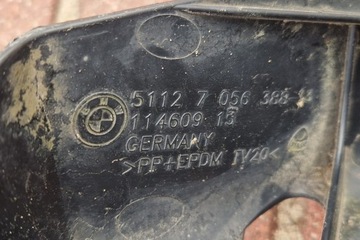 5112 7 056 388
114609 13
GERMANY
>PP+EPDM TV20<